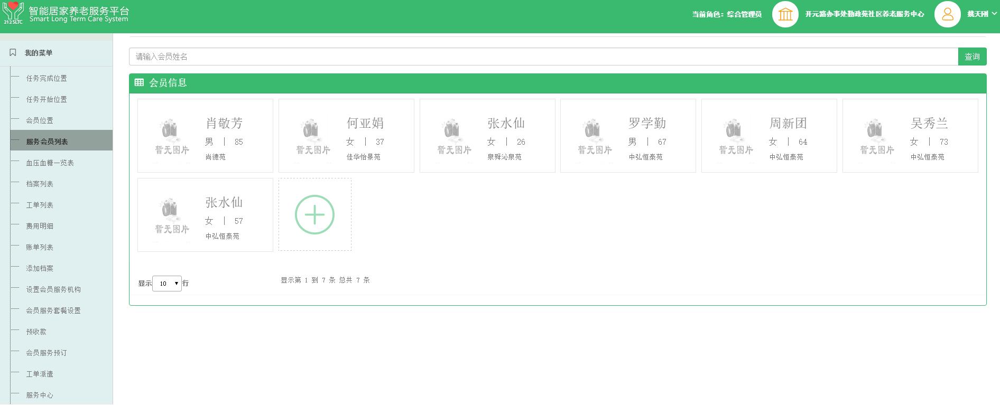 智能居家养老服务平台
Smart Long Term Care System
212SLTC
当前角色：综合管理员
开元路办事处勤政苑社区养老服务中心
姚天刚
我的菜单
任务完成位置
任务开始位置
会员位置
服务会员列表
血压血糖一览表
档案列表
工单列表
费用明细
账单列表
添加档案
设置会员服务机构
会员服务套餐设置
预收款
会员服务预订
工单派遣
服务中心
请输入会员姓名
查询
会员信息
暂无图片
肖敬芳
男 | 85
尚德苑
暂无图片
何亚娟
女 | 37
佳华怡景苑
暂无图片
张水仙
女 | 26
泉舜沁泉苑
暂无图片
罗学勤
男 | 67
中弘恒泰苑
暂无图片
周新团
女 | 64
中弘恒泰苑
暂无图片
吴秀兰
女 | 73
中弘恒泰苑
暂无图片
张水仙
女 | 57
中弘恒泰苑
显示 10 行
显示第 1 到 7 条 总共 7 条